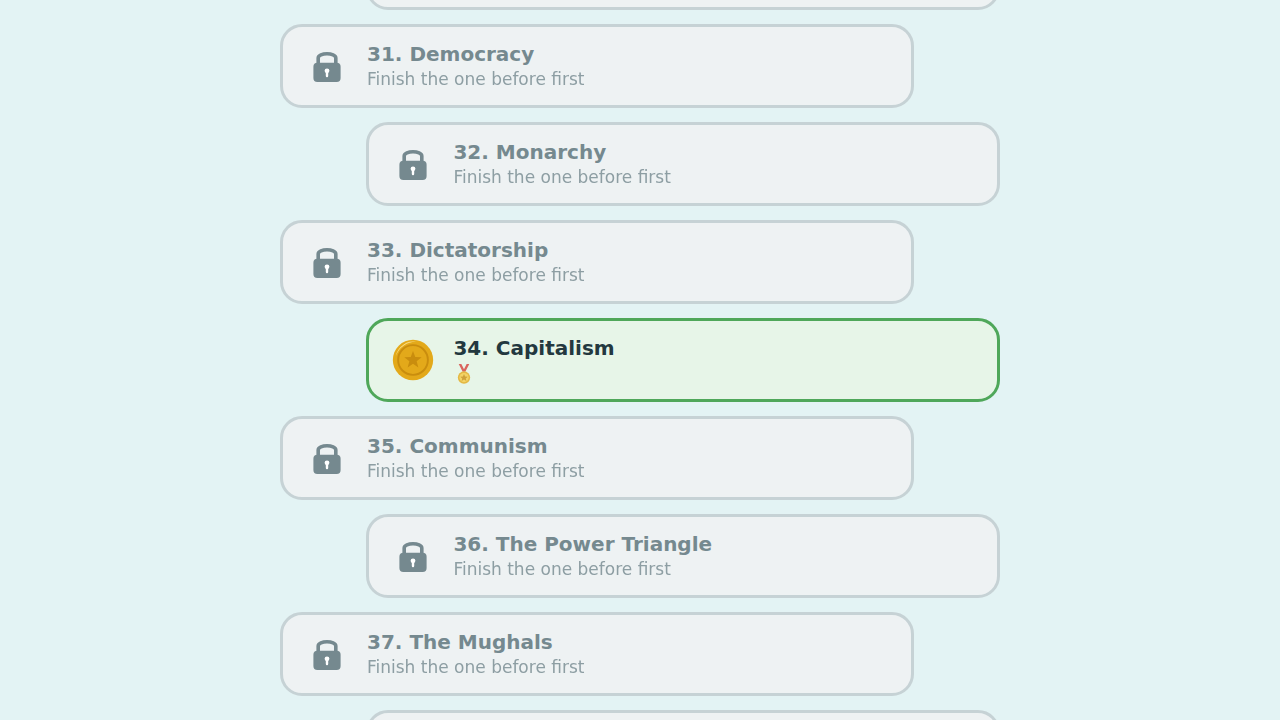 31. Democracy
Finish the one before first
32. Monarchy
Finish the one before first
33. Dictatorship
Finish the one before first
34. Capitalism
35. Communism
Finish the one before first
36. The Power Triangle
Finish the one before first
37. The Mughals
Finish the one before first